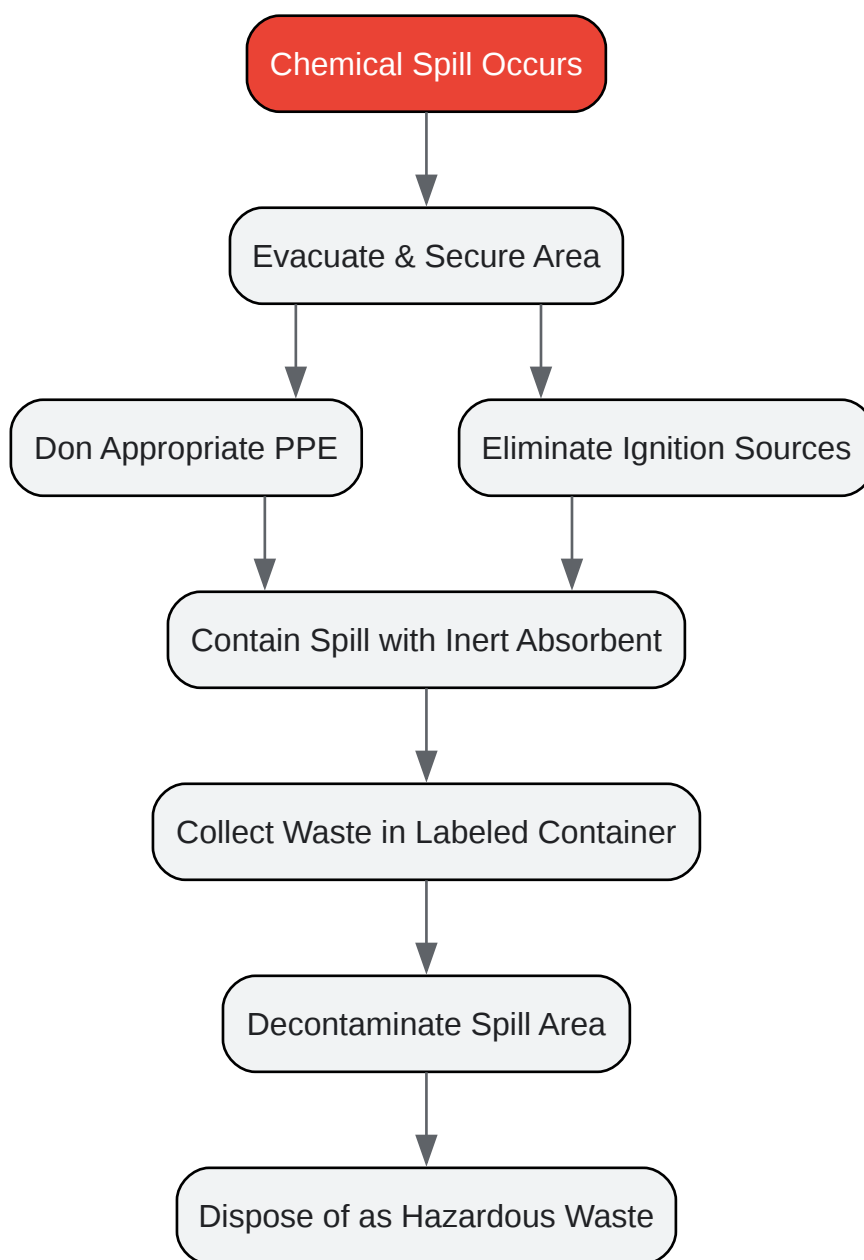 Chemical Spill Occurs
Evacuate & Secure Area
Don Appropriate PPE
Eliminate Ignition Sources
Contain Spill with Inert Absorbent
Collect Waste in Labeled Container
Decontaminate Spill Area
Dispose of as Hazardous Waste